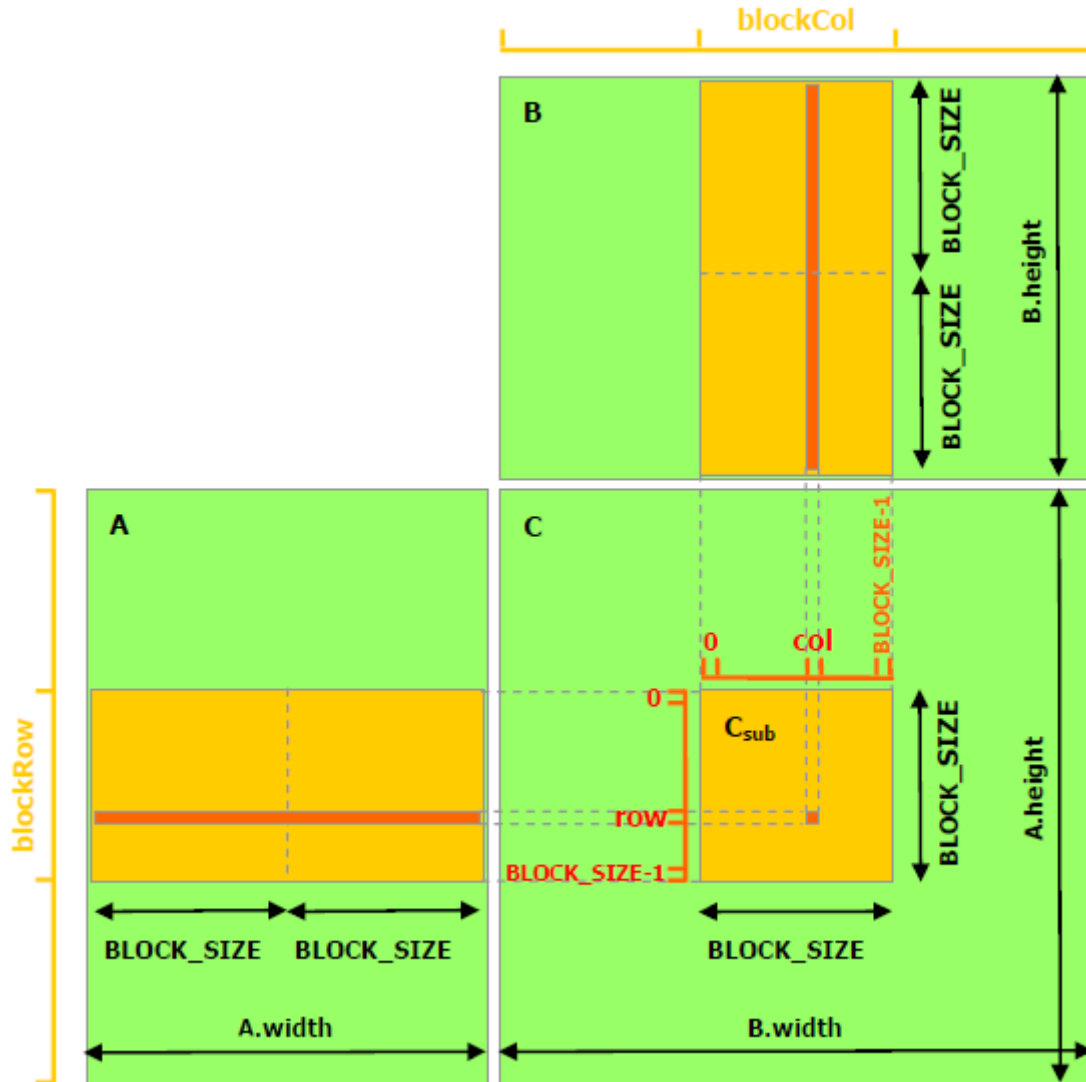 blockCol
B
BLOCK_SIZE
BLOCK_SIZE
B.height
A
C
BLOCK_SIZE-1
0
col
0
C_sub
row
BLOCK_SIZE-1
BLOCK_SIZE
A.height
blockRow
BLOCK_SIZE
BLOCK_SIZE
BLOCK_SIZE
A.width
B.width